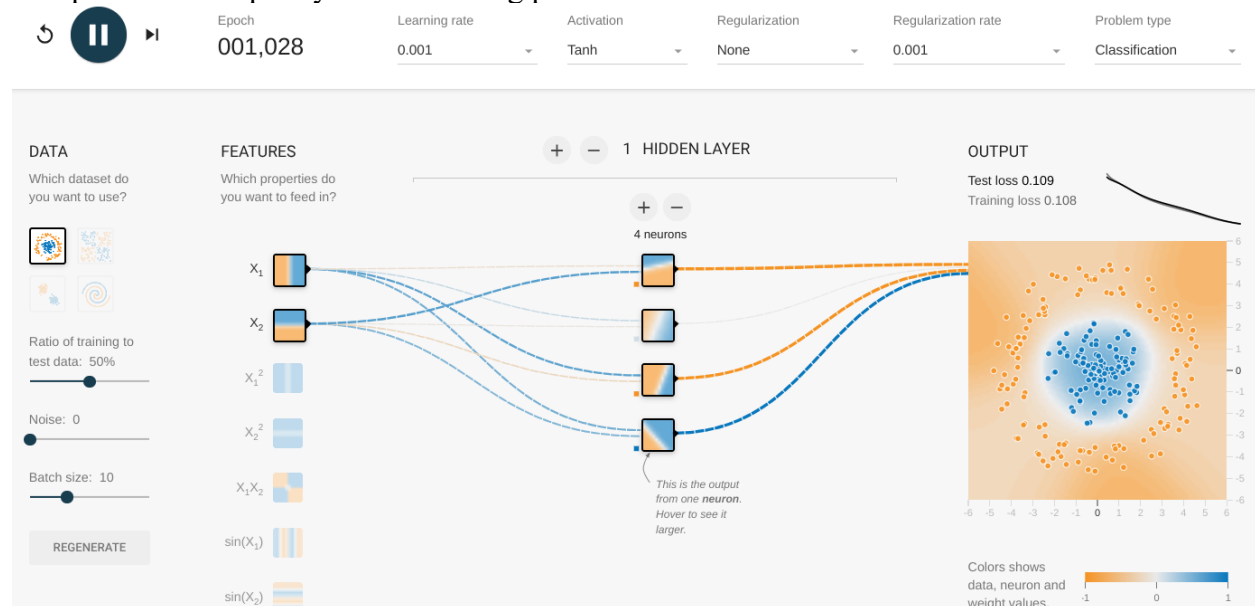 Epoch
001,028
Learning rate
0.001
Activation
Tanh
Regularization
None
Regularization rate
0.001
Problem type
Classification
DATA
Which dataset do
you want to use?
Ratio of training to
test data: 50%
Noise: 0
Batch size: 10
REGENERATE
FEATURES
Which properties do
you want to feed in?
X₁
X₂
X₁²
X₂²
X₁X₂
sin(X₁)
sin(X₂)
+ − 1 HIDDEN LAYER
+ −
4 neurons
This is the output
from one neuron.
Hover to see it
larger.
OUTPUT
Test loss 0.109
Training loss 0.108
6
5
4
3
2
1
0
-1
-2
-3
-4
-5
-6
-6 -5 -4 -3 -2 -1 0 1 2 3 4 5 6
Colors shows
data, neuron and
weight values
-1 0 1